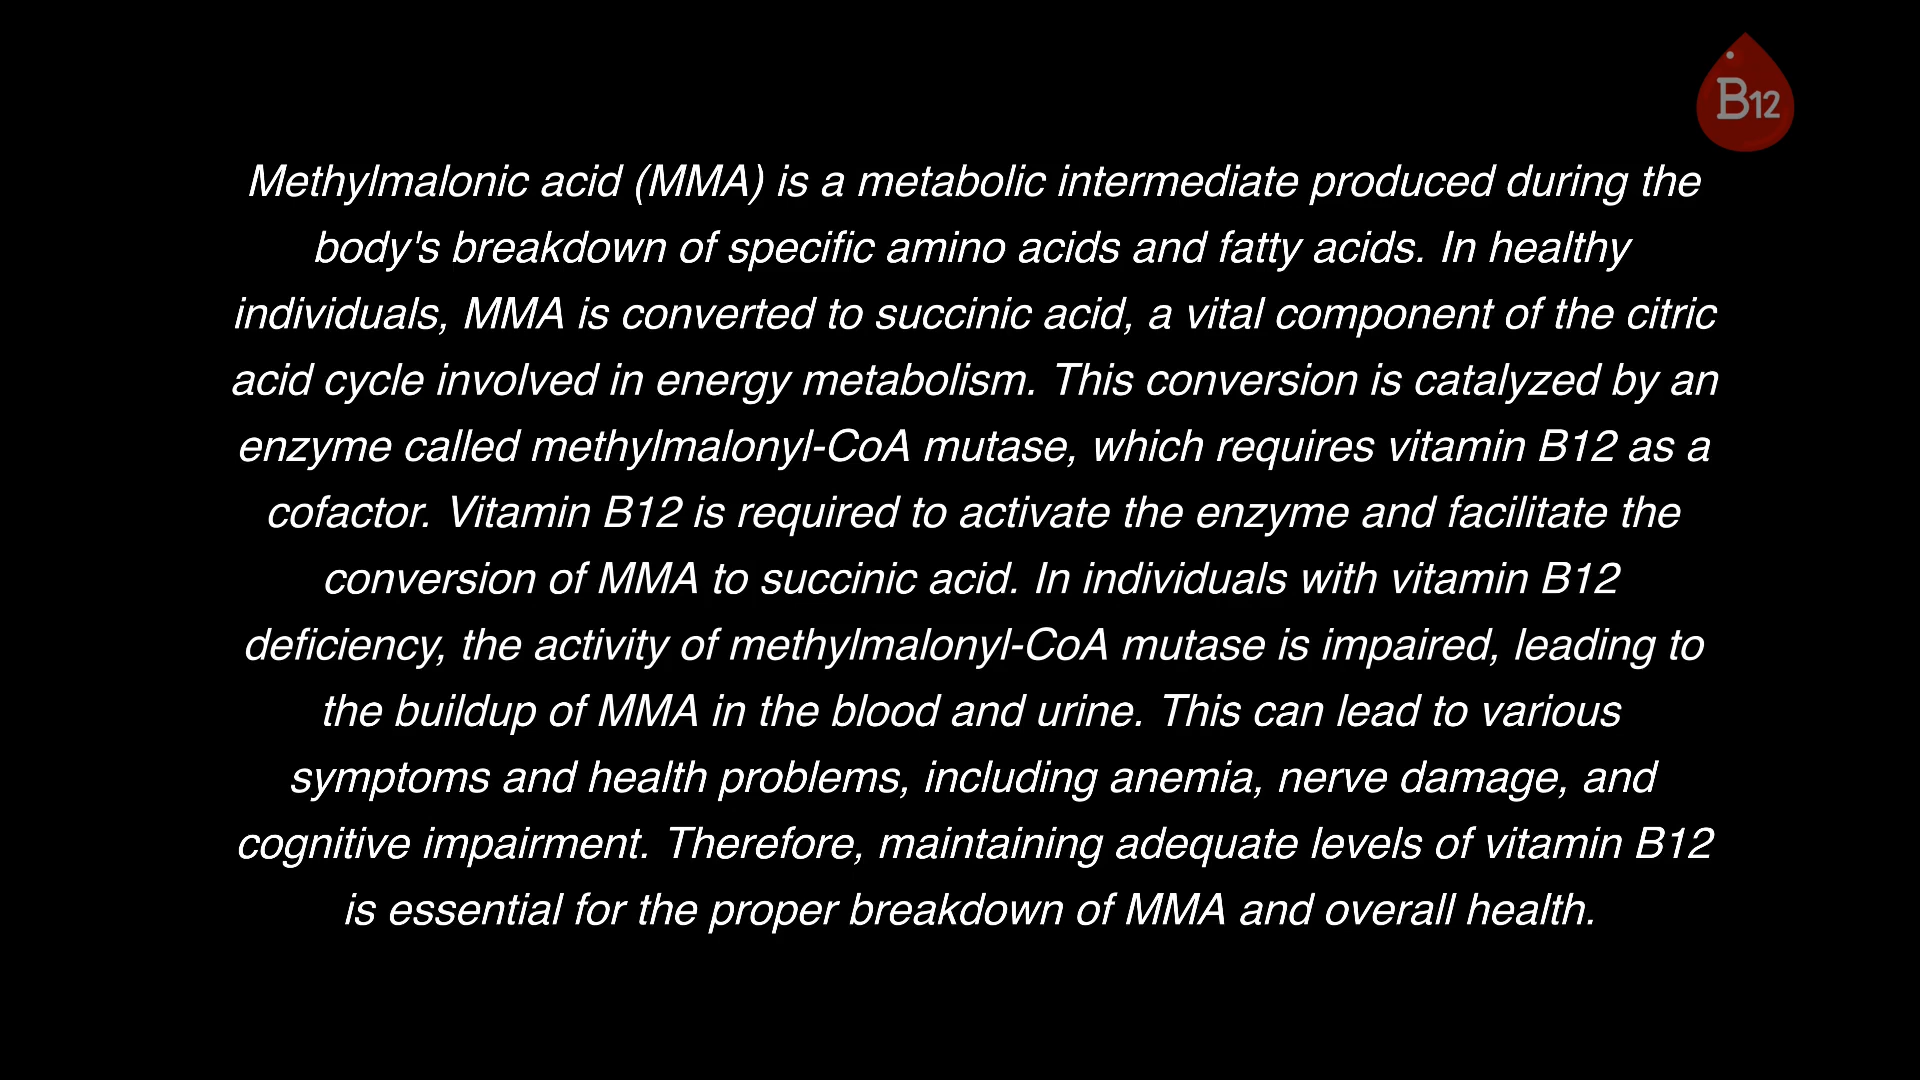 B12
Methylmalonic acid (MMA) is a metabolic intermediate produced during the
body's breakdown of specific amino acids and fatty acids. In healthy
individuals, MMA is converted to succinic acid, a vital component of the citric
acid cycle involved in energy metabolism. This conversion is catalyzed by an
enzyme called methylmalonyl-CoA mutase, which requires vitamin B12 as a
cofactor. Vitamin B12 is required to activate the enzyme and facilitate the
conversion of MMA to succinic acid. In individuals with vitamin B12
deficiency, the activity of methylmalonyl-CoA mutase is impaired, leading to
the buildup of MMA in the blood and urine. This can lead to various
symptoms and health problems, including anemia, nerve damage, and
cognitive impairment. Therefore, maintaining adequate levels of vitamin B12
is essential for the proper breakdown of MMA and overall health.